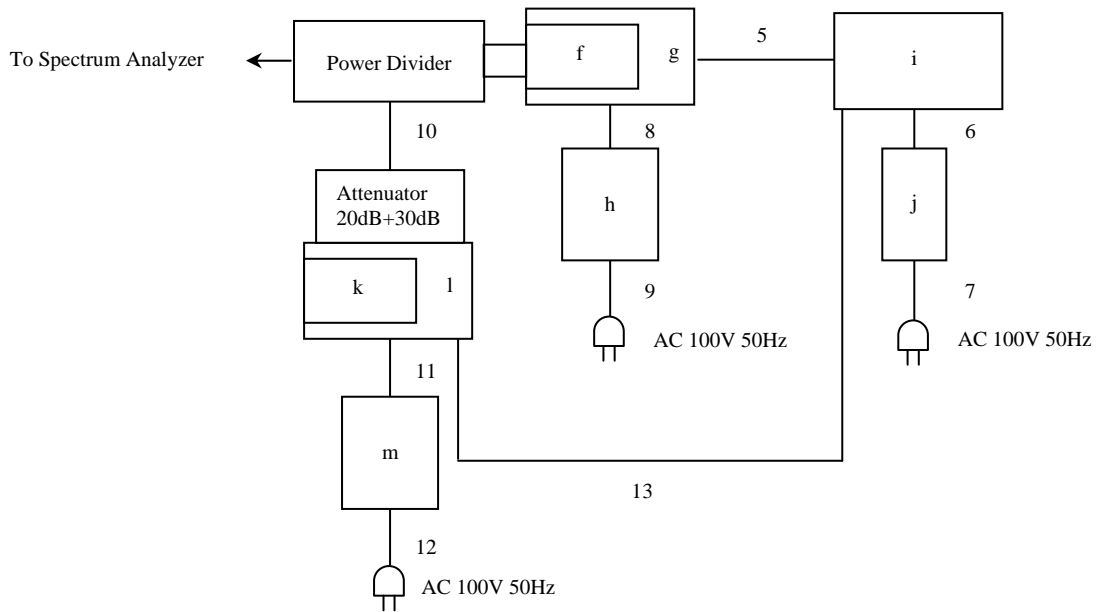 To Spectrum Analyzer
Power Divider
f
g
5
i
10
8
6
Attenuator
20dB+30dB
h
j
k
l
9
7
AC 100V 50Hz
AC 100V 50Hz
11
m
13
12
AC 100V 50Hz